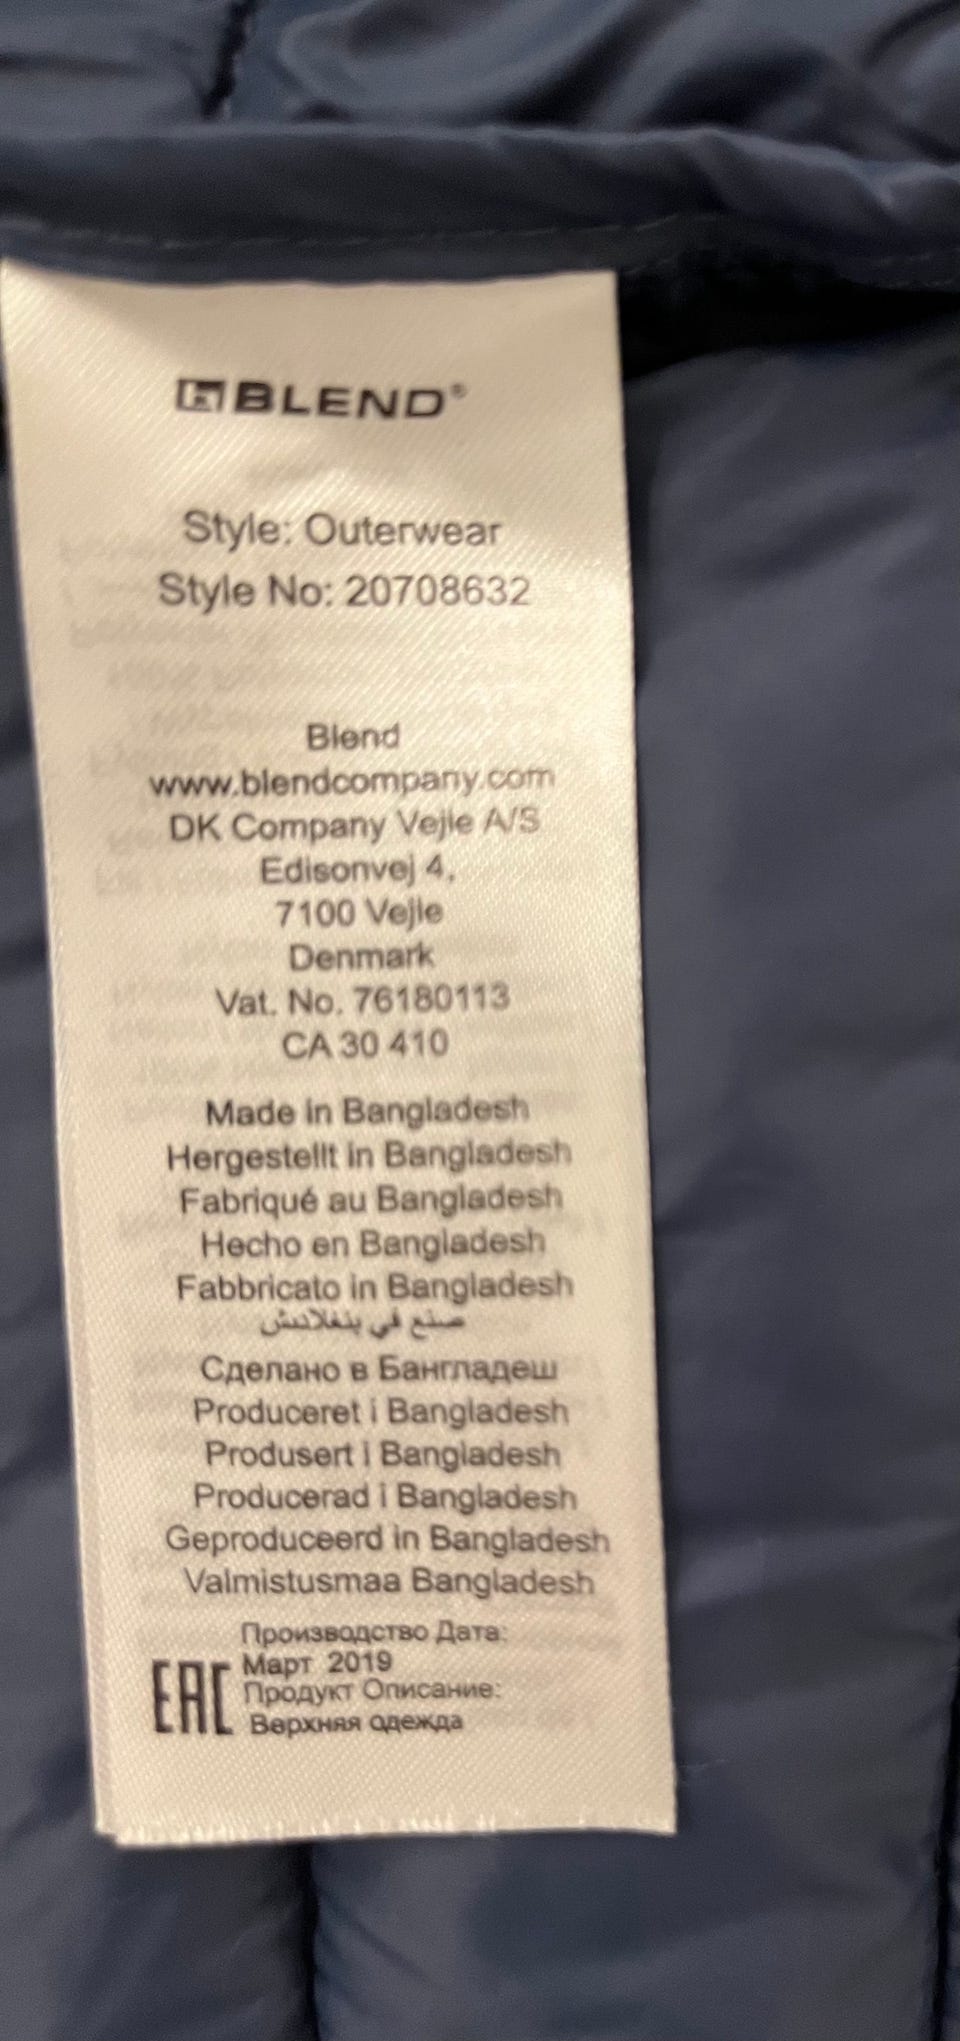 BLEND®
Style: Outerwear
Style No: 20708632
Blend
www.blendcompany.com
DK Company Vejle A/S
Edisonvej 4,
7100 Vejle
Denmark
Vat. No. 76180113
CA 30 410
Made in Bangladesh
Hergestellt in Bangladesh
Fabriqué au Bangladesh
Hecho en Bangladesh
Fabbricato in Bangladesh
صنع في بنغلادش
Сделано в Бангладеш
Produceret i Bangladesh
Produsert i Bangladesh
Producerad i Bangladesh
Geproduceerd in Bangladesh
Valmistusmaa Bangladesh
Производство Дата:
Март 2019
EAC Продукт Описание:
Верхняя одежда